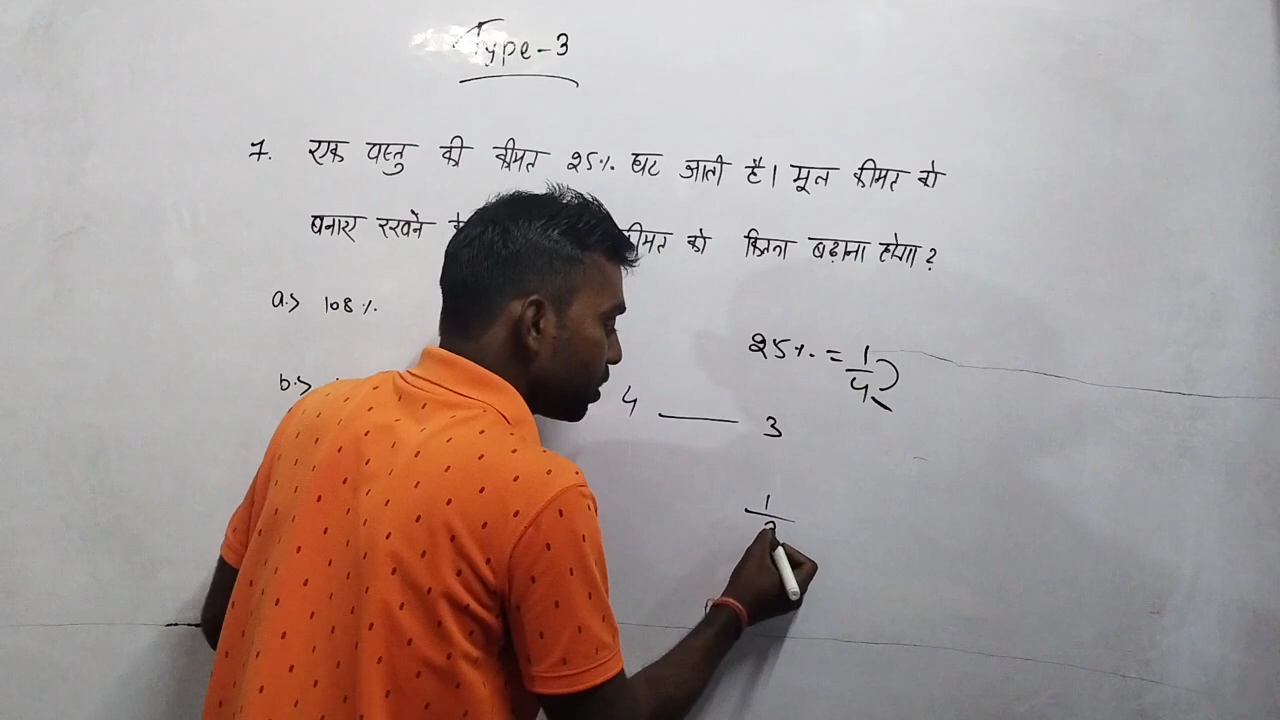 Type-3
7. एक वस्तु की कीमत 25% घट जाती है। मूल कीमत को
बनाए रखने कीमत को कितना बढ़ाना होगा?
a.> 108%.
25% = 1/4
b.>
4 — 3
1